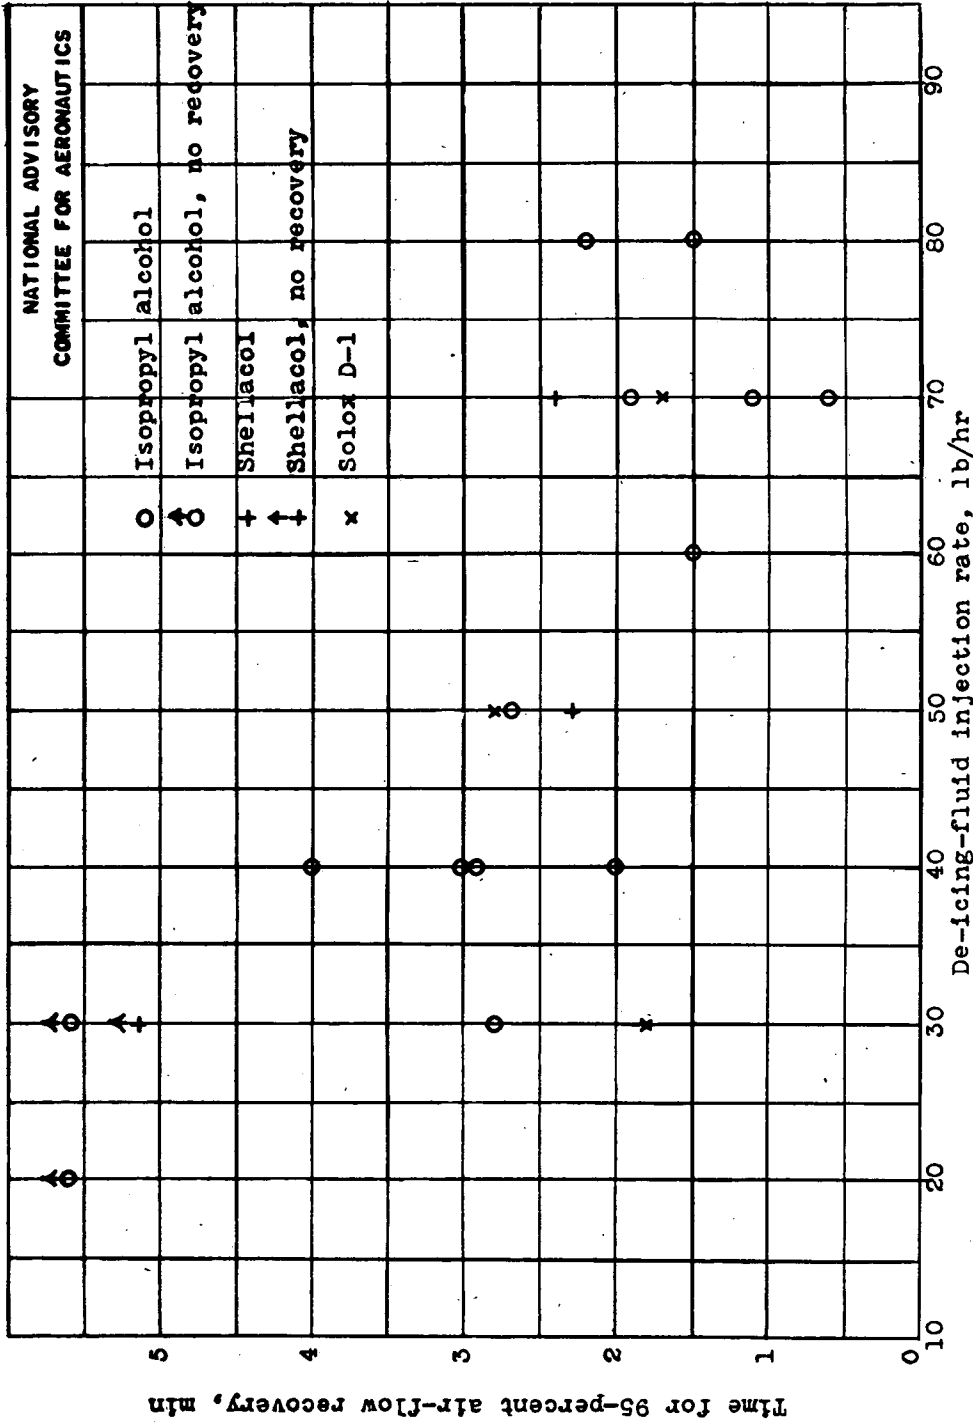 NATIONAL ADVISORY
COMMITTEE FOR AERONAUTICS
Isopropyl alcohol
Isopropyl alcohol, no recovery
Shellacol
Shellacol, no recovery
Solox D-1
5
4
3
2
1
0
Time for 95-percent air-flow recovery, min
10 20 30 40 50 60 70 80 90
De-icing-fluid injection rate, lb/hr